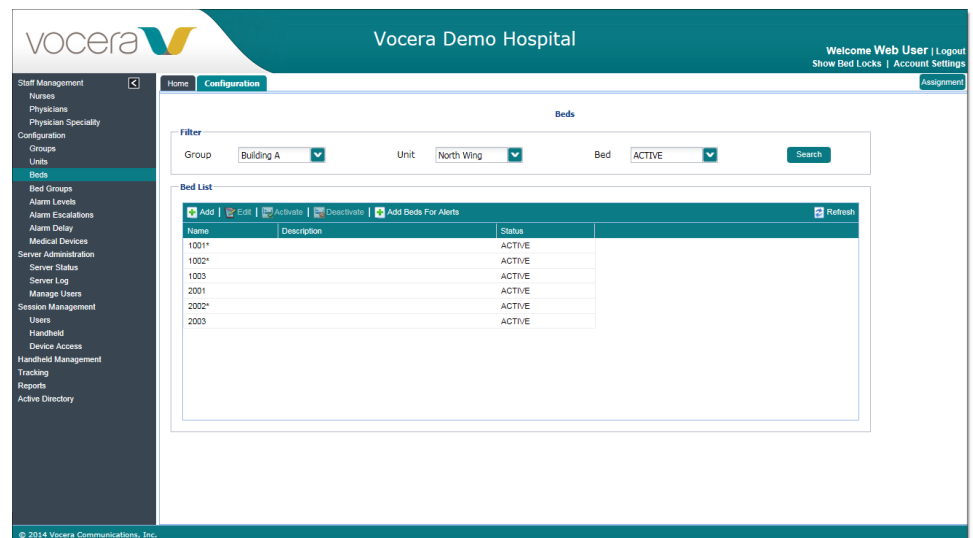 vocera
Vocera Demo Hospital
Welcome Web User | Logout
Show Bed Locks | Account Settings
Staff Management
Nurses
Physicians
Physician Speciality
Configuration
Groups
Units
Beds
Bed Groups
Alarm Levels
Alarm Escalations
Alarm Delay
Medical Devices
Server Administration
Server Status
Server Log
Manage Users
Session Management
Users
Handheld
Device Access
Handheld Management
Tracking
Reports
Active Directory
Home Configuration Assignment
Beds
Filter
Group Building A Unit North Wing Bed ACTIVE Search
Bed List
Add | Edit | Activate | Deactivate | Add Beds For Alerts Refresh
Name Description Status
1001* ACTIVE
1002* ACTIVE
1003 ACTIVE
2001 ACTIVE
2002* ACTIVE
2003 ACTIVE
© 2014 Vocera Communications, Inc.